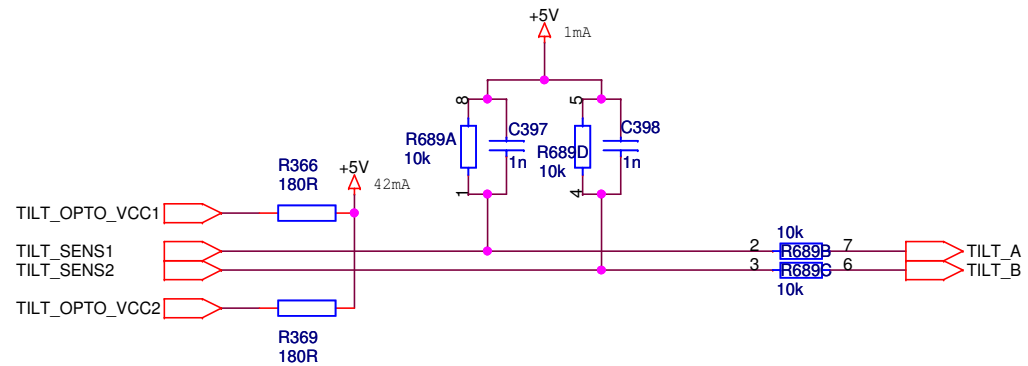 +5V
1mA
8
5
R689A
10k
C397
1n
R689D
10k
C398
1n
1
4
R366
180R
+5V
42mA
TILT_OPTO_VCC1
TILT_SENS1
TILT_SENS2
TILT_OPTO_VCC2
R369
180R
10k
2
R689B
7
TILT_A
3
R689C
6
TILT_B
10k